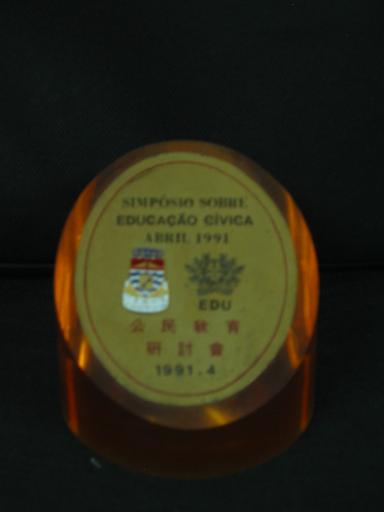 SIMPÓSIO SOBRE
EDUCAÇÃO CÍVICA
ABRIL 1991
EDU
公民教育
研討會
1991.4